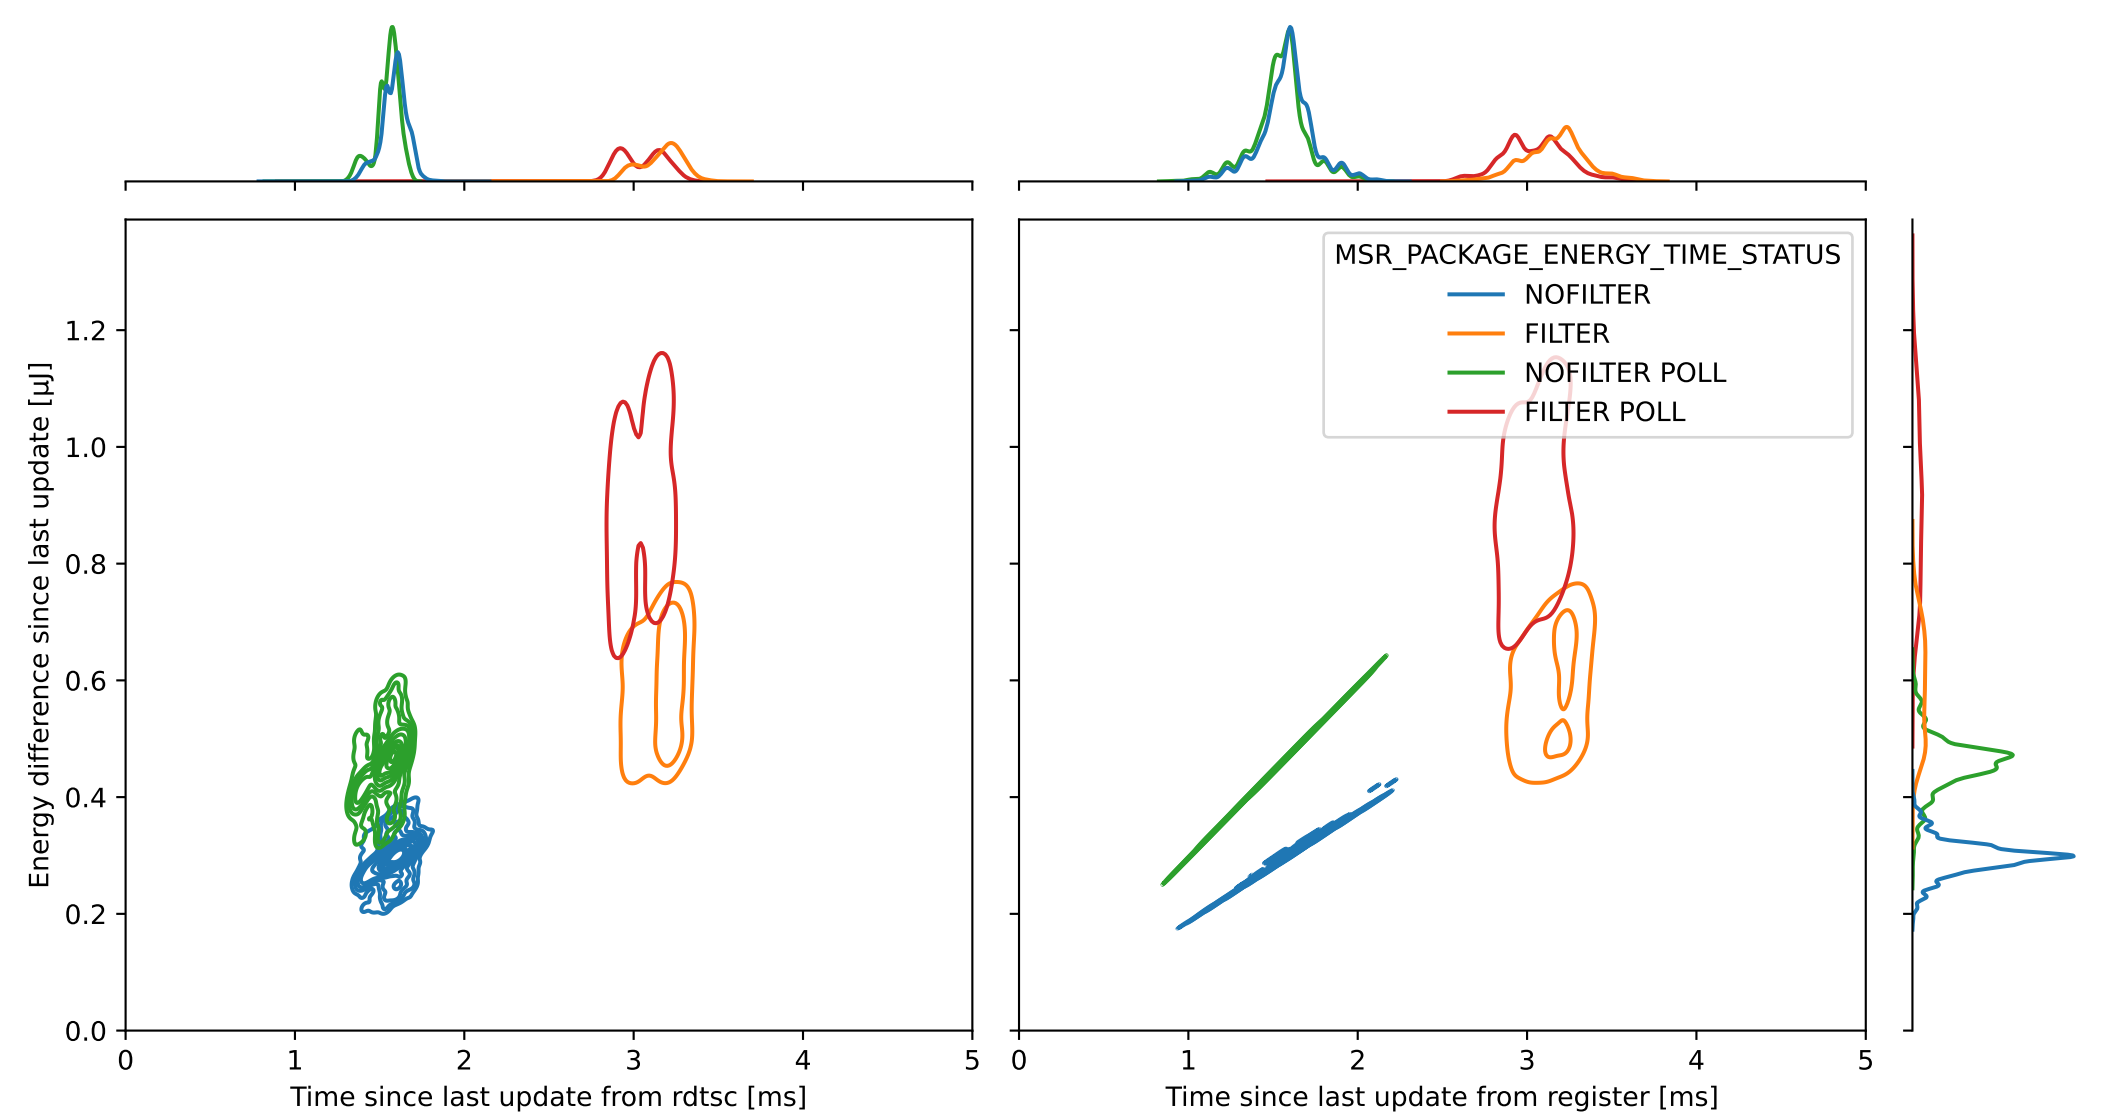 MSR_PACKAGE_ENERGY_TIME_STATUS
NOFILTER
FILTER
NOFILTER POLL
FILTER POLL
Energy difference since last update [µJ]
1.2
1.0
0.8
0.6
0.4
0.2
0.0
0 1 2 3 4 5
0 1 2 3 4 5
Time since last update from rdtsc [ms]
Time since last update from register [ms]